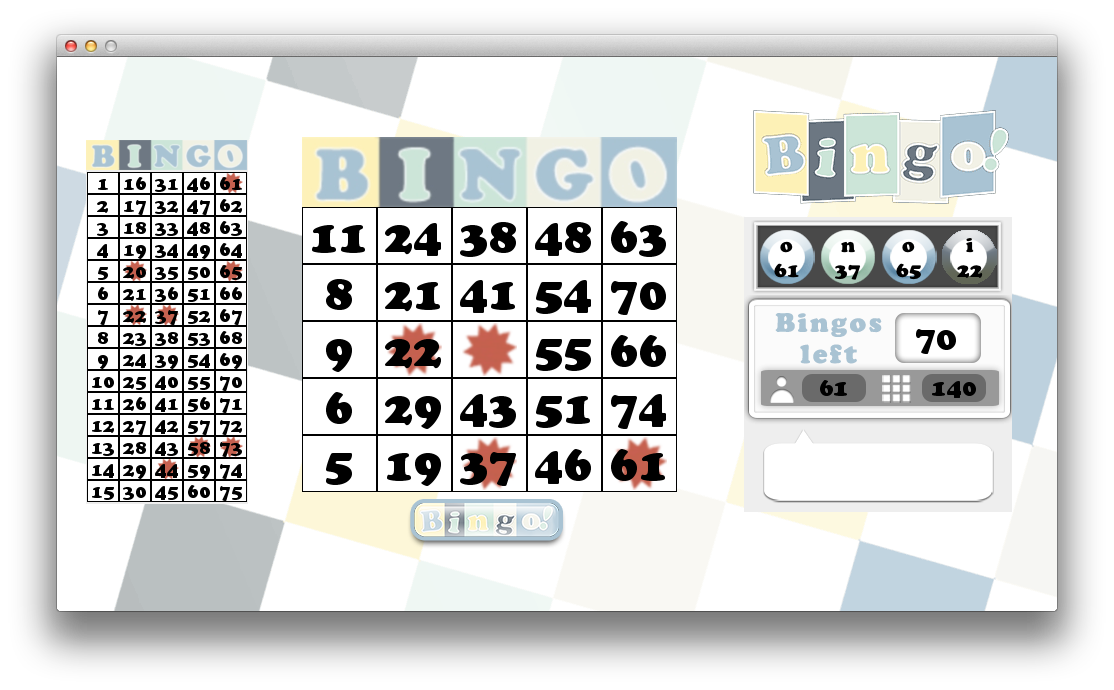 B I N G O
1 16 31 46 61
2 17 32 47 62
3 18 33 48 63
4 19 34 49 64
5 20 35 50 65
6 21 36 51 66
7 22 37 52 67
8 23 38 53 68
9 24 39 54 69
10 25 40 55 70
11 26 41 56 71
12 27 42 57 72
13 28 43 58 73
14 29 44 59 74
15 30 45 60 75
B I N G O
11 24 38 48 63
8 21 41 54 70
9 22 55 66
6 29 43 51 74
5 19 37 46 61
Bingo!
Bingo!
o n o i
61 37 65 22
Bingos
left
70
61 140